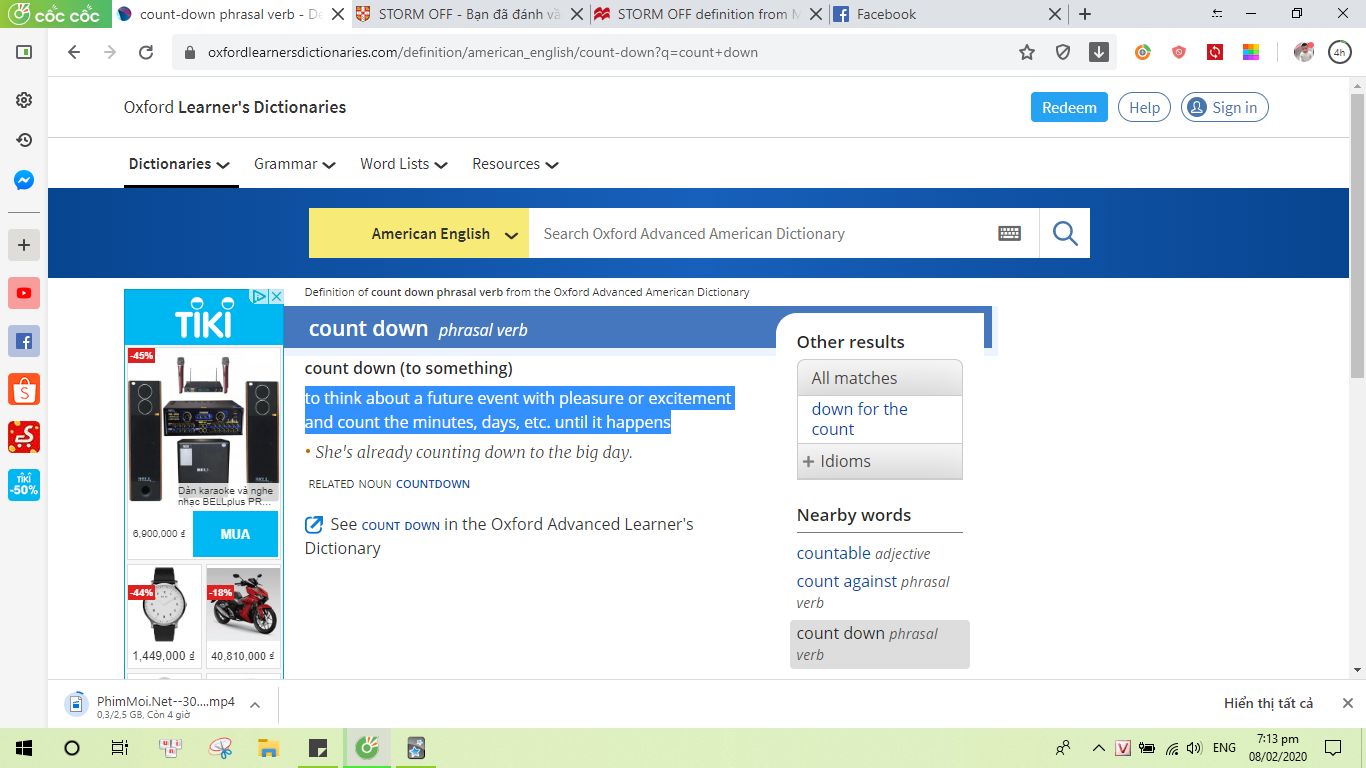 cốc cốc
count-down phrasal verb - De
STORM OFF - Bạn đã đánh vầ
STORM OFF definition from M
Facebook
oxfordlearnersdictionaries.com/definition/american_english/count-down?q=count+down
4h
Oxford Learner's Dictionaries
Redeem
Help
Sign in
Dictionaries
Grammar
Word Lists
Resources
American English
Search Oxford Advanced American Dictionary
Definition of count down phrasal verb from the Oxford Advanced American Dictionary
count down phrasal verb
count down (to something)
to think about a future event with pleasure or excitement
and count the minutes, days, etc. until it happens
• She's already counting down to the big day.
RELATED NOUN COUNTDOWN
See COUNT DOWN in the Oxford Advanced Learner's
Dictionary
Other results
All matches
down for the
count
+ Idioms
Nearby words
countable adjective
count against phrasal
verb
count down phrasal
verb
TIKI
-45%
Dàn karaoke và nghe
nhạc BELLplus PR...
6,900,000 ₫
MUA
-44%
-18%
1,449,000 ₫
40,810,000 ₫
TIKI
-50%
PhimMoi.Net--30....mp4
0,3/2,5 GB, Còn 4 giờ
Hiển thị tất cả
V
ENG
7:13 pm
08/02/2020